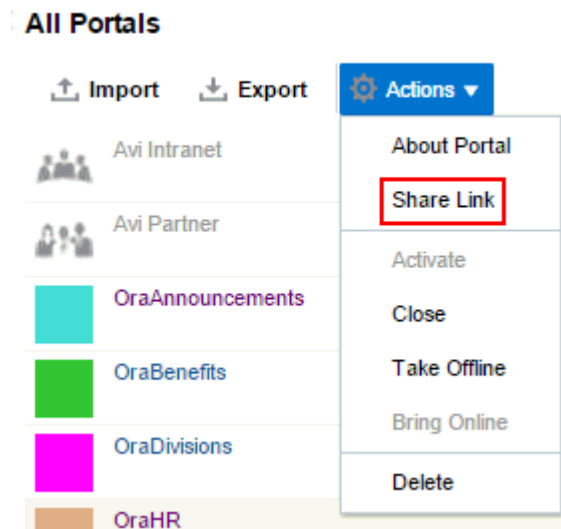 All Portals
Import
Export
Actions
Avi Intranet
About Portal
Share Link
Avi Partner
Activate
OraAnnouncements
Close
OraBenefits
Take Offline
Bring Online
OraDivisions
Delete
OraHR